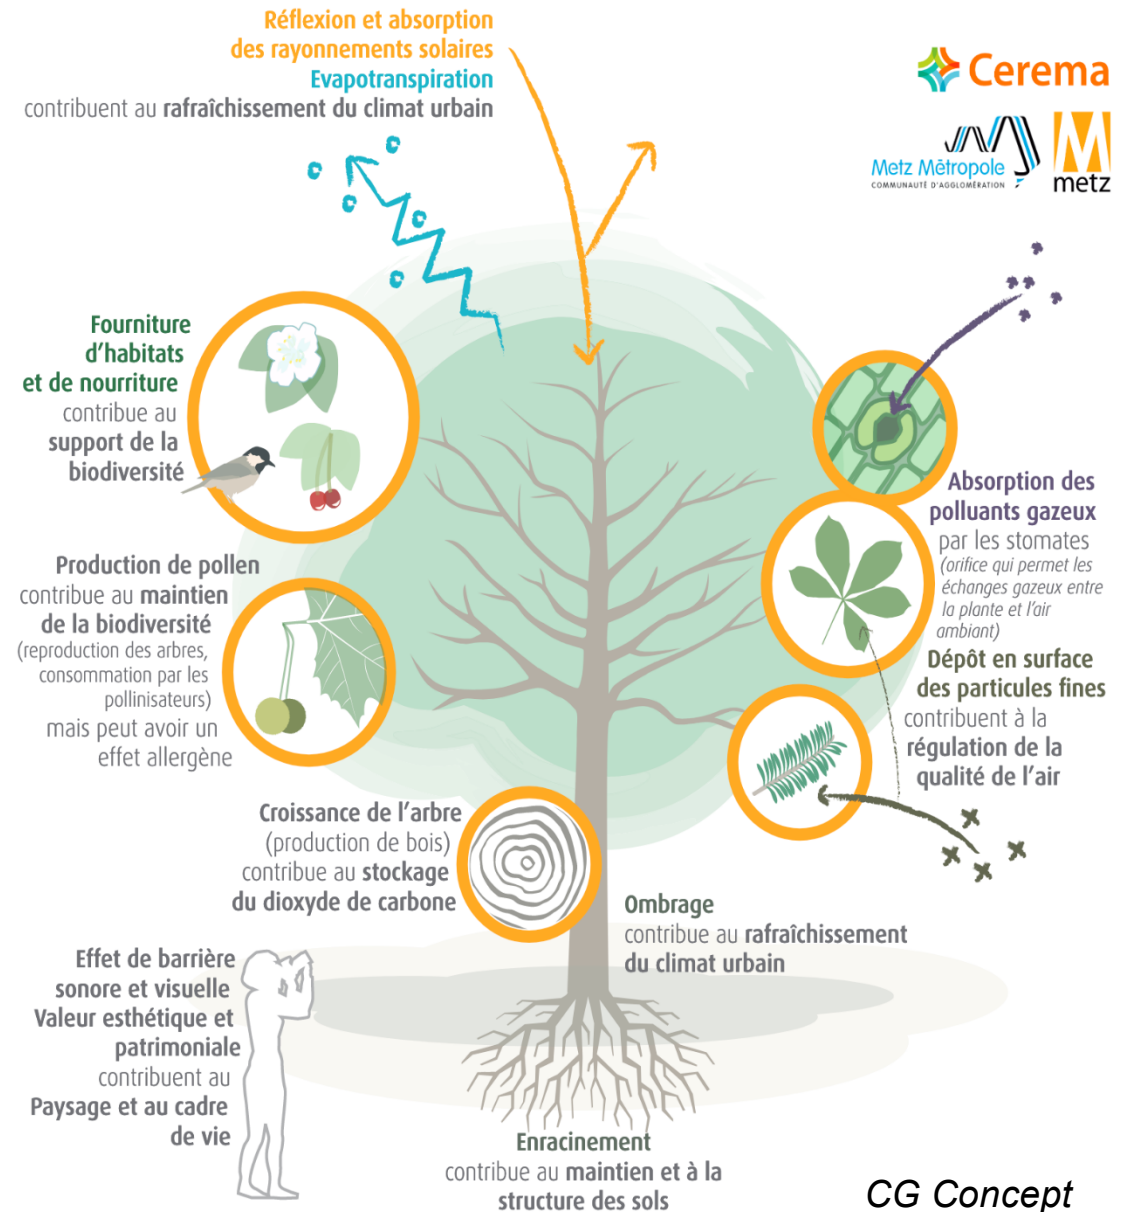 Réflexion et absorption
des rayonnements solaires
Evapotranspiration
contribuent au rafraîchissement du climat urbain
Cerema
Metz Métropole
COMMUNAUTÉ D'AGGLOMÉRATION
metz
Fourniture
d'habitats
et de nourriture
contribue au
support de la
biodiversité
Absorption des
polluants gazeux
par les stomates
(orifice qui permet les
échanges gazeux entre
la plante et l'air
ambiant)
Production de pollen
contribue au maintien
de la biodiversité
(reproduction des arbres,
consommation par les
pollinisateurs)
mais peut avoir un
effet allergène
Dépôt en surface
des particules fines
contribuent à la
régulation de la
qualité de l'air
Croissance de l'arbre
(production de bois)
contribue au stockage
du dioxyde de carbone
Ombrage
contribue au rafraîchissement
du climat urbain
Effet de barrière
sonore et visuelle
Valeur esthétique et
patrimoniale
contribuent au
Paysage et au cadre
de vie
Enracinement
contribue au maintien et à la
structure des sols
CG Concept